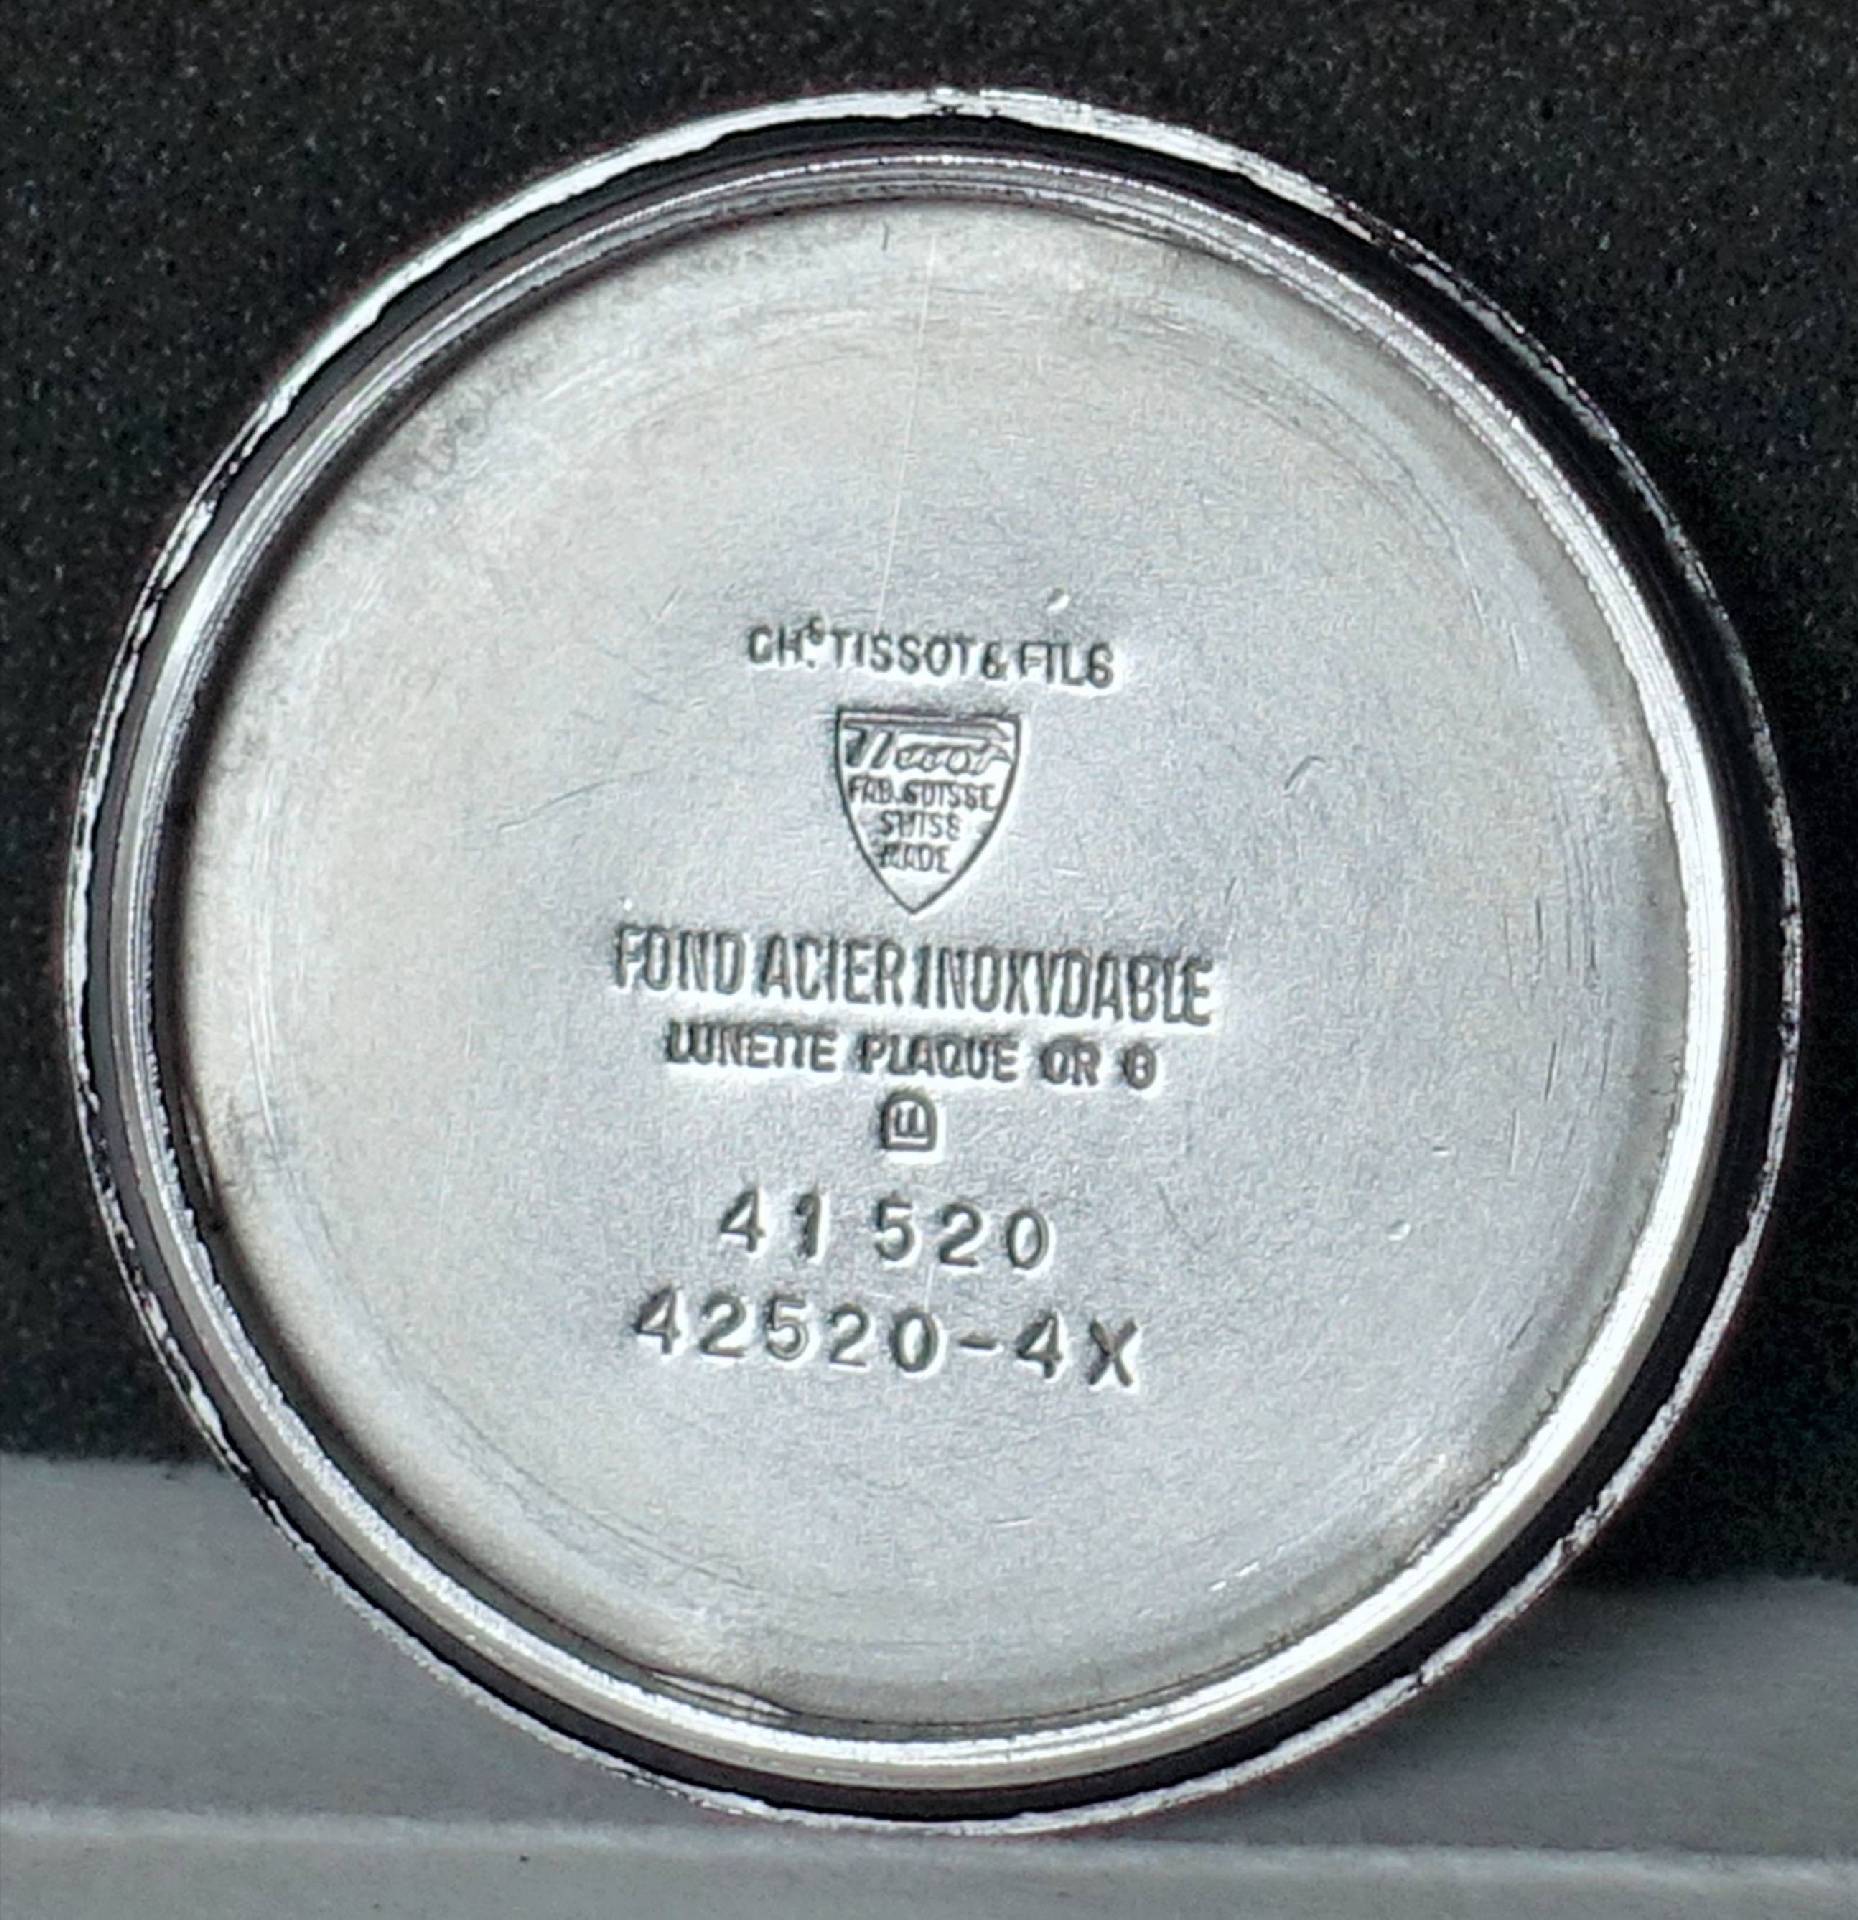 CHS. TISSOT & FILS
Tissot
FAB. SUISSE
SWISS
MADE
FOND ACIER INOXYDABLE
LUNETTE PLAQUE OR G
E
41 520
42520-4X